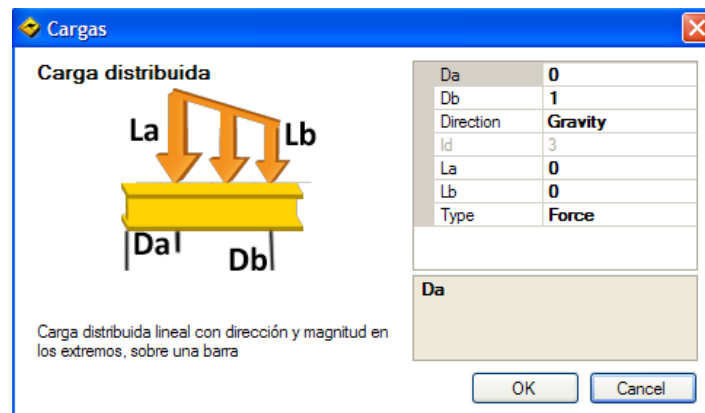 Cargas
Carga distribuida
La
Lb
Da
Db
Carga distribuida lineal con dirección y magnitud en
los extremos, sobre una barra
Da 0
Db 1
Direction Gravity
Id 3
La 0
Lb 0
Type Force
Da
OK Cancel